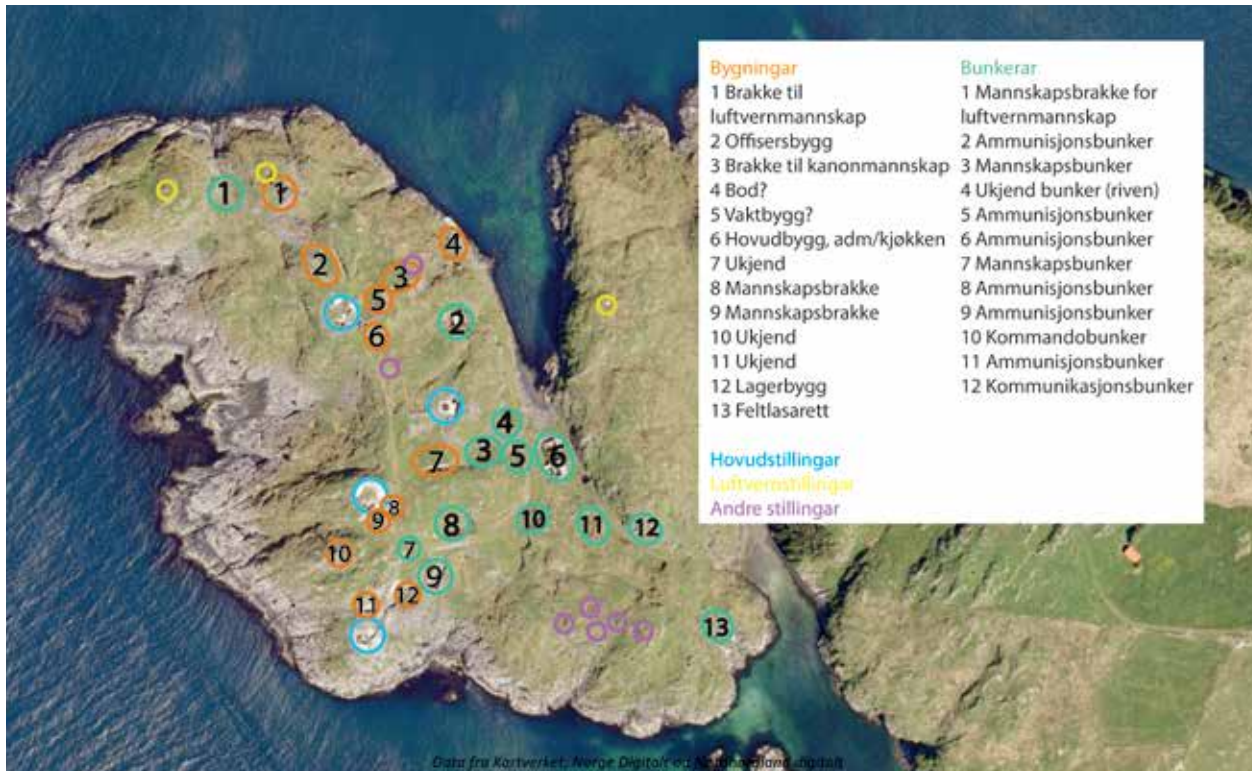 Bygningar
1 Brakke til
luftvernmannskap
2 Offisersbygg
3 Brakke til kanonmannskap
4 Bod?
5 Vaktbygg?
6 Hovudbygg, adm/kjøkken
7 Ukjend
8 Mannskapsbrakke
9 Mannskapsbrakke
10 Ukjend
11 Ukjend
12 Lagerbygg
13 Feltlasarett
Hovudstillingar
Luftvernstillingar
Andre stillingar
Bunkerar
1 Mannskapsbrakke for
luftvernmannskap
2 Ammunisjonsbunker
3 Mannskapsbunker
4 Ukjend bunker (riven)
5 Ammunisjonsbunker
6 Ammunisjonsbunker
7 Mannskapsbunker
8 Ammunisjonsbunker
9 Ammunisjonsbunker
10 Kommandobunker
11 Ammunisjonsbunker
12 Kommunikasjonsbunker
1
1
4
2
3
5
2
6
4
3
5
6
7
8
9
8
10
11
12
10
7
9
12
11
13
Data fra Kartverket, Norge Digitalt og
digitalt